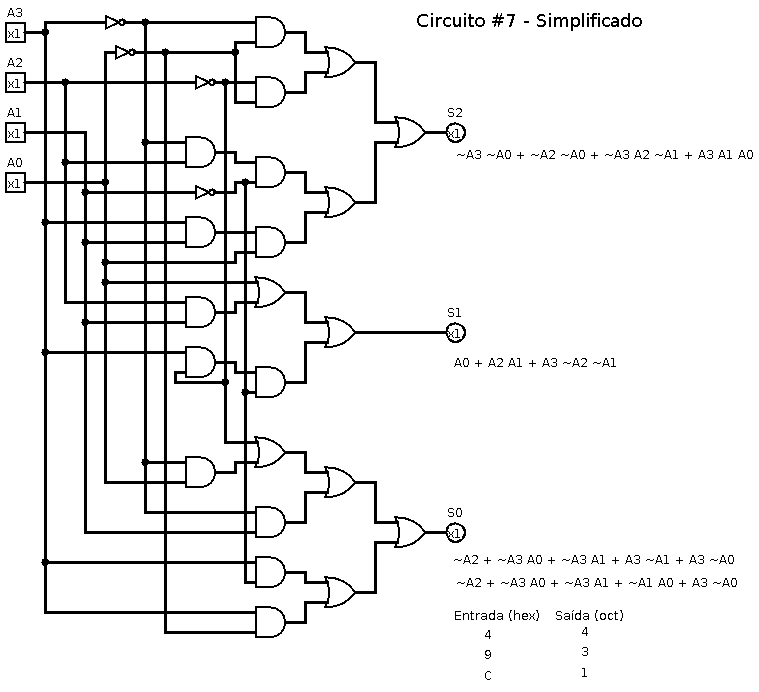 Circuito #7 - Simplificado
A3
x1
A2
x1
A1
x1
A0
x1
S2
x1
~A3 ~A0 + ~A2 ~A0 + ~A3 A2 ~A1 + A3 A1 A0
S1
x1
A0 + A2 A1 + A3 ~A2 ~A1
S0
x1
~A2 + ~A3 A0 + ~A3 A1 + A3 ~A1 + A3 ~A0
~A2 + ~A3 A0 + ~A3 A1 + ~A1 A0 + A3 ~A0
Entrada (hex) Saída (oct)
4 4
9 3
C 1